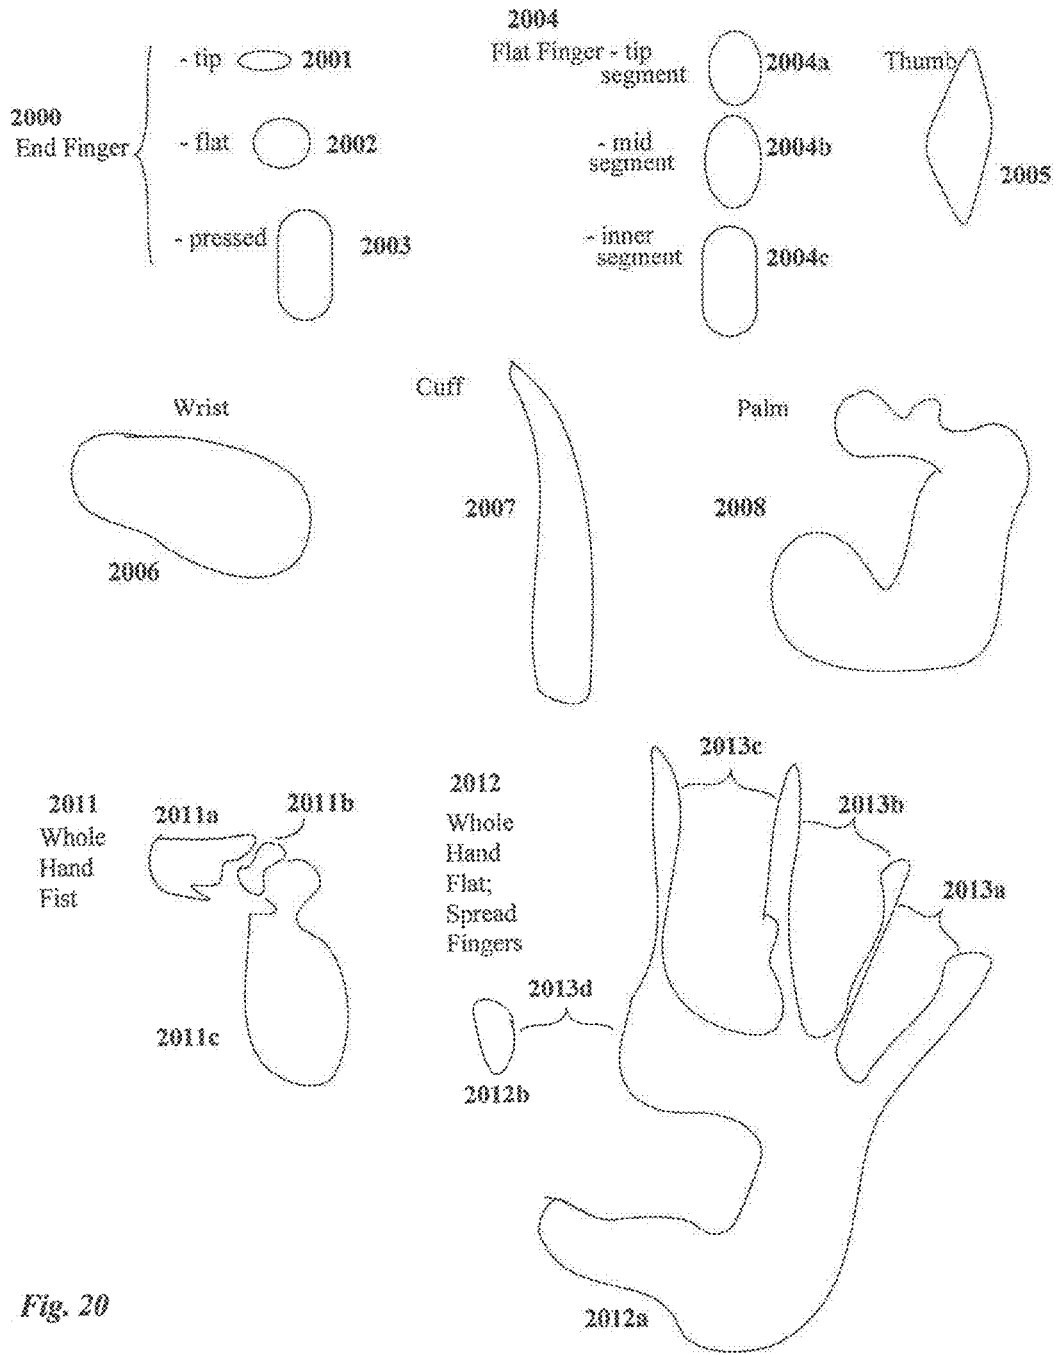 2000
End Finger
- tip 2001
- flat 2002
- pressed 2003
2004
Flat Finger - tip
segment 2004a
- mid
segment 2004b
- inner
segment 2004c
Thumb
2005
Wrist
2006
Cuff
2007
Palm
2008
2011
Whole
Hand
Fist
2011a
2011b
2011c
2012
Whole
Hand
Flat;
Spread
Fingers
2013c
2013b
2013a
2013d
2012b
2012a
Fig. 20